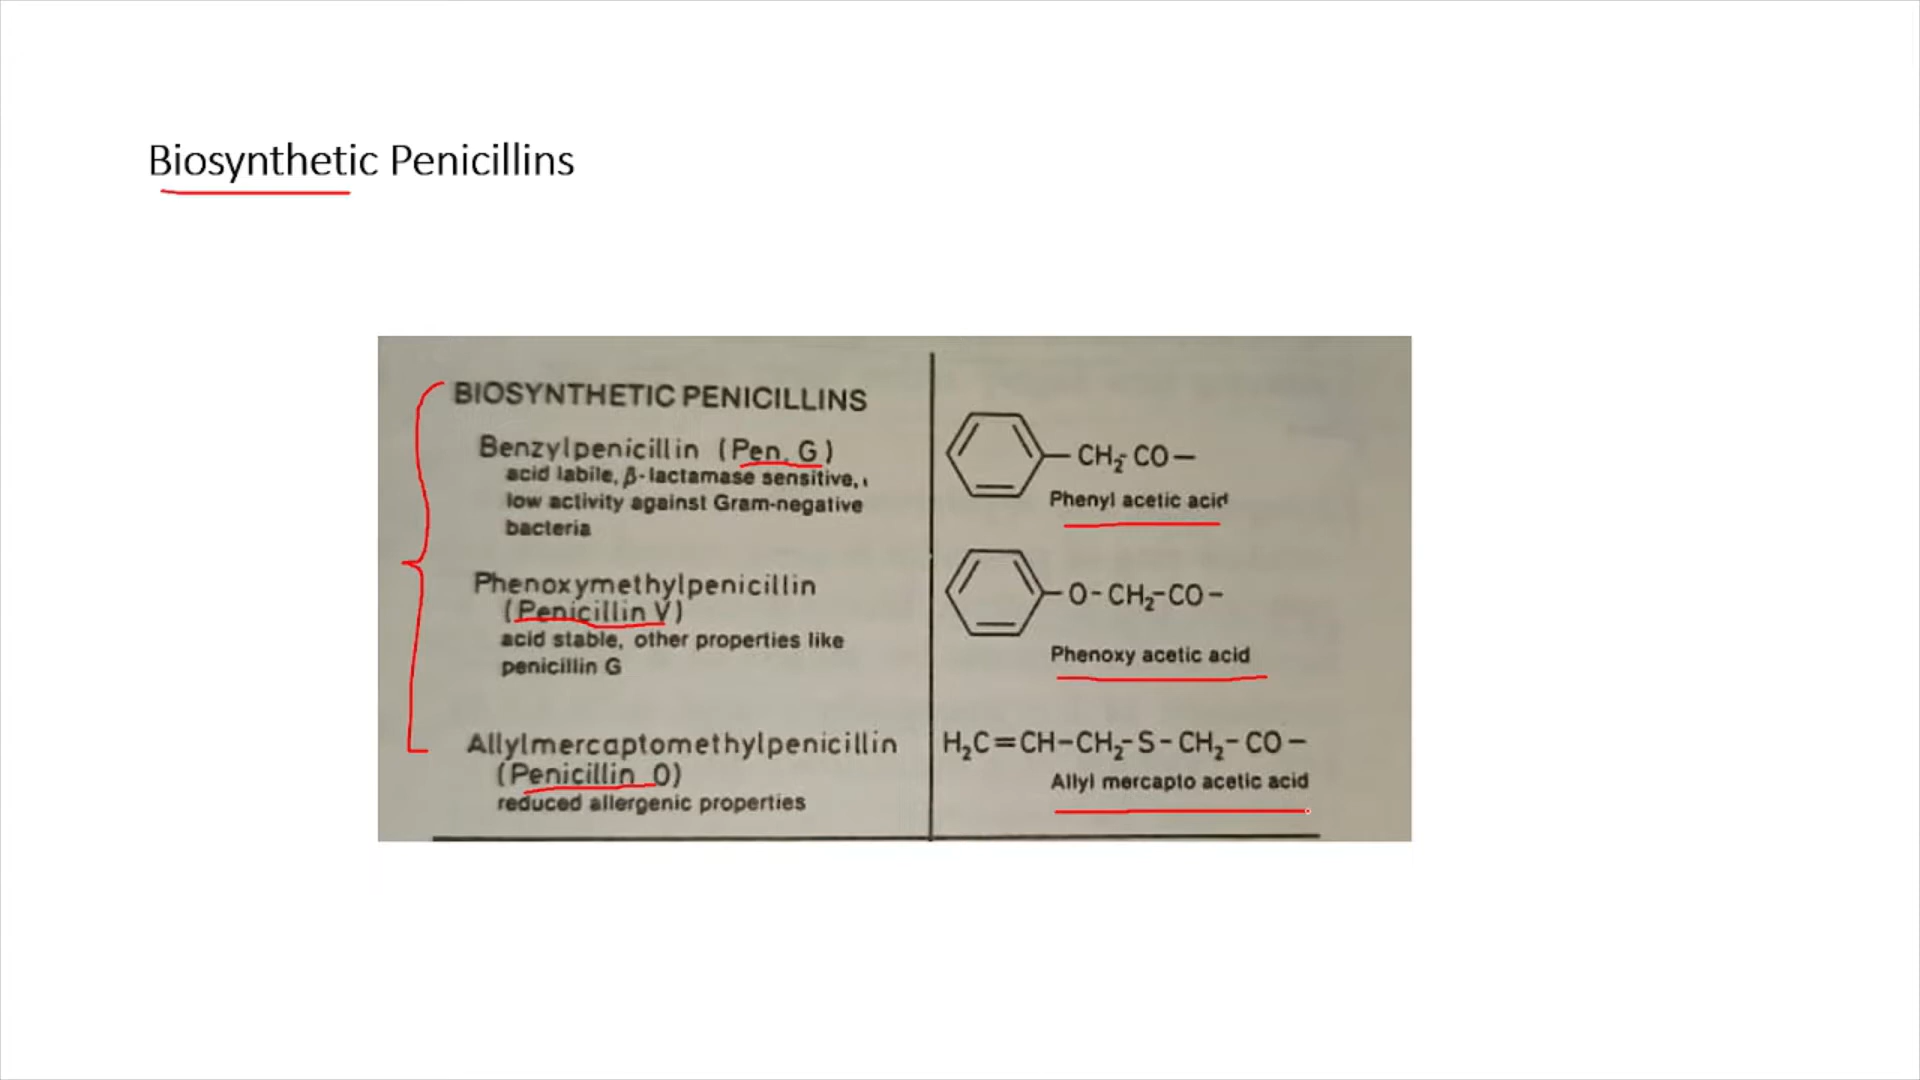 Biosynthetic Penicillins
BIOSYNTHETIC PENICILLINS
Benzylpenicillin (Pen. G)
acid labile, β-lactamase sensitive,
low activity against Gram-negative
bacteria
Phenoxymethylpenicillin
(Penicillin V)
acid stable, other properties like
penicillin G
Allylmercaptomethylpenicillin
(Penicillin O)
reduced allergenic properties
CH₂-CO-
Phenyl acetic acid
-O-CH₂-CO-
Phenoxy acetic acid
H₂C=CH-CH₂-S-CH₂-CO-
Allyl mercapto acetic acid